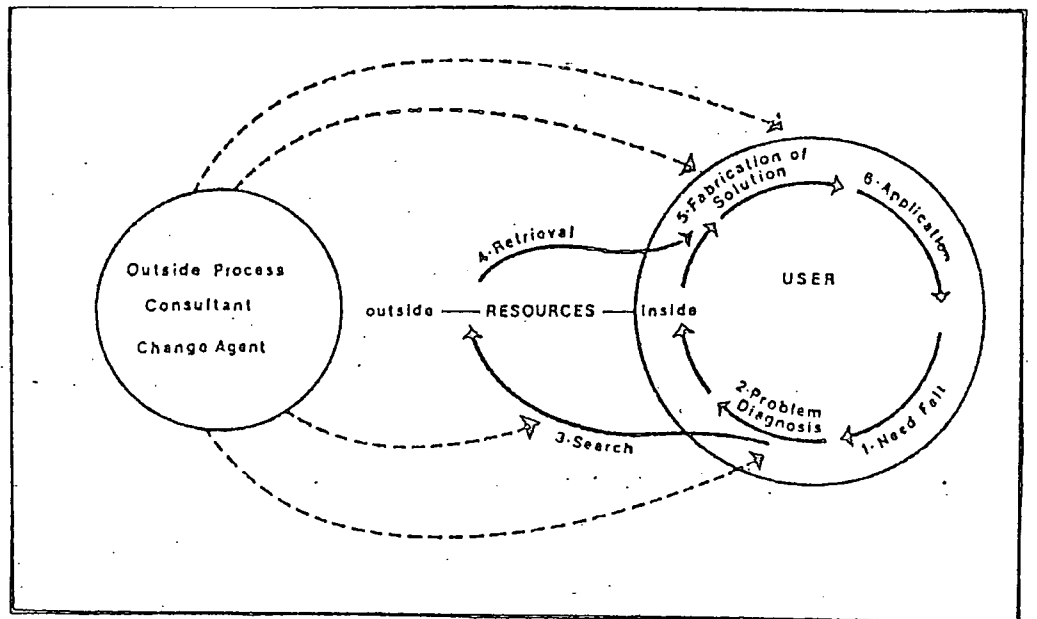 Outside Process
Consultant
Change Agent
outside — RESOURCES — Inside
USER
1-Need Felt
2-Problem
Diagnosis
3-Search
4-Retrieval
5-Fabrication of
Solution
6-Application